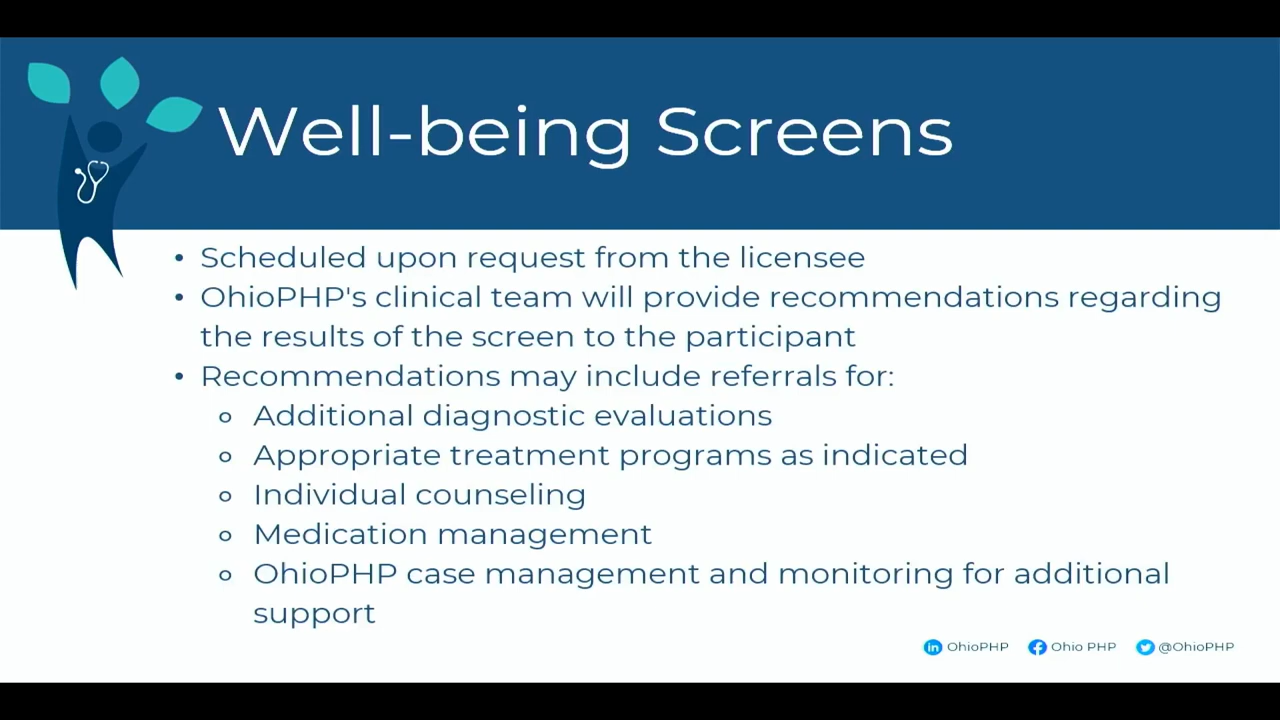 Well-being Screens
• Scheduled upon request from the licensee
• OhioPHP's clinical team will provide recommendations regarding
the results of the screen to the participant
• Recommendations may include referrals for:
o Additional diagnostic evaluations
o Appropriate treatment programs as indicated
o Individual counseling
o Medication management
o OhioPHP case management and monitoring for additional
support
in OhioPHP f Ohio PHP @OhioPHP